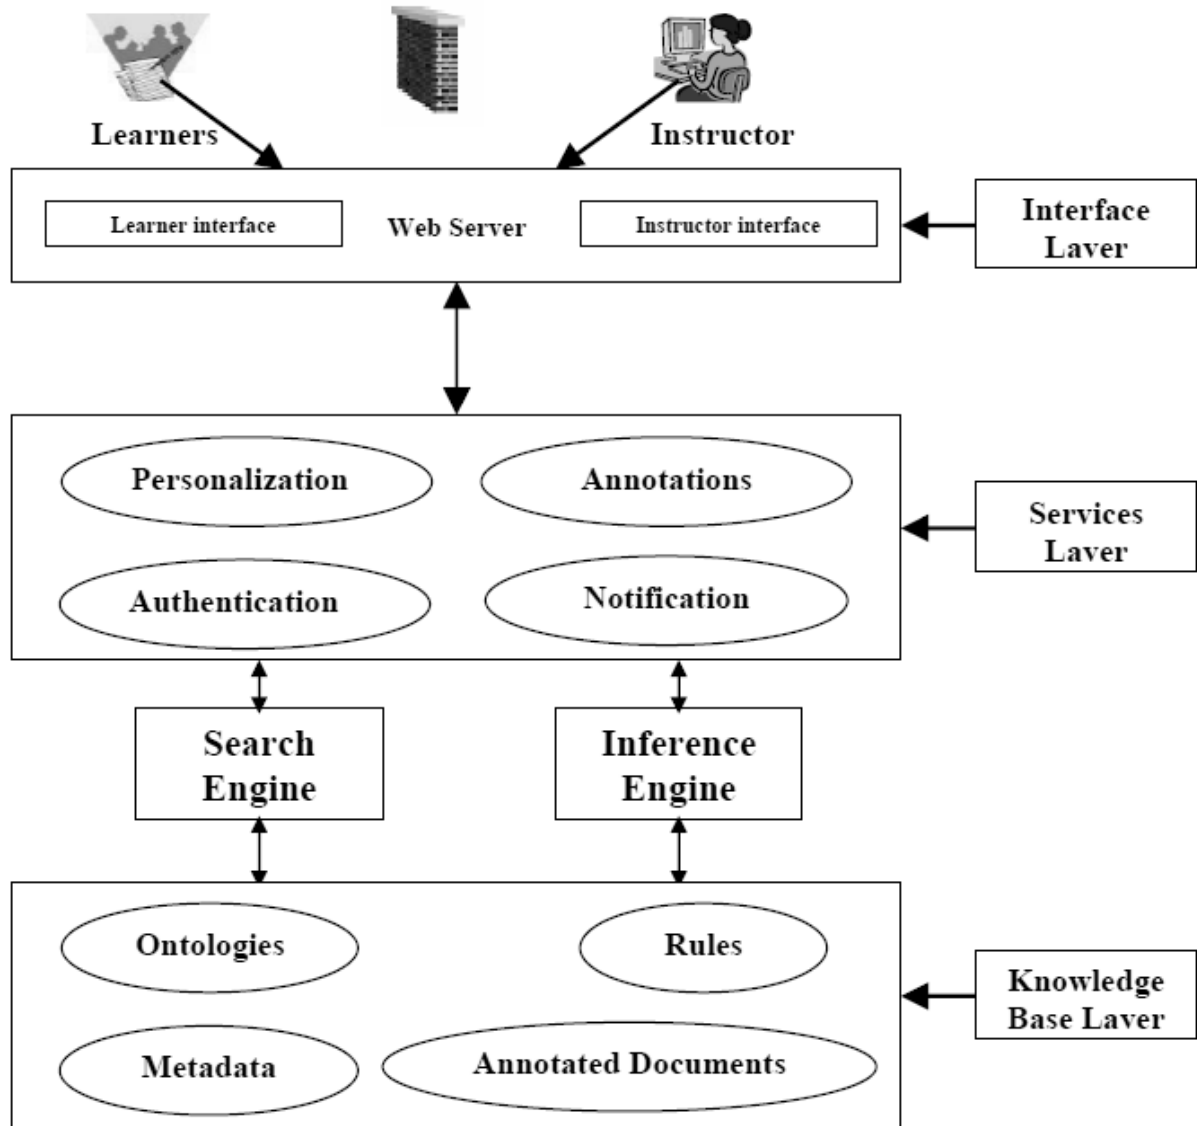 Learners
Instructor
Learner interface
Web Server
Instructor interface
Interface
Laver
Personalization
Annotations
Services
Laver
Authentication
Notification
Search
Engine
Inference
Engine
Ontologies
Rules
Knowledge
Base Laver
Metadata
Annotated Documents